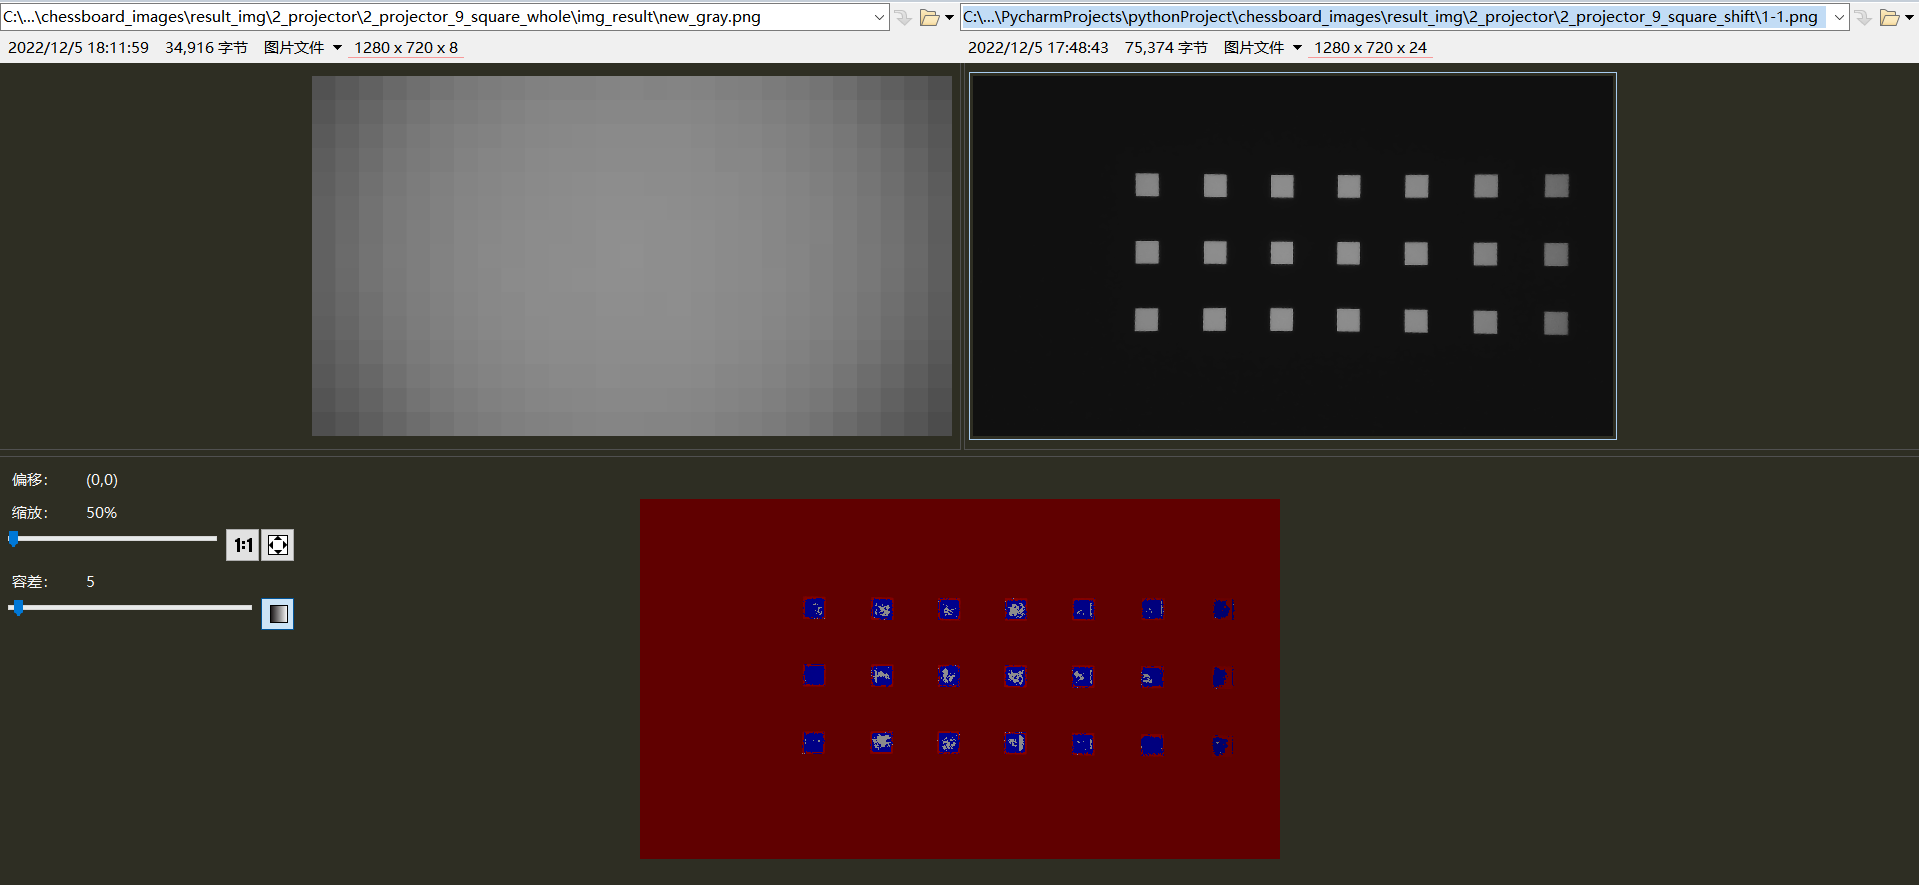 C:\...\chessboard_images\result_img\2_projector\2_projector_9_square_whole\img_result\new_gray.png
C:\...\PycharmProjects\pythonProject\chessboard_images\result_img\2_projector\2_projector_9_square_shift\1-1.png
2022/12/5 18:11:59 34,916 字节 图片文件 1280 x 720 x 8
2022/12/5 17:48:43 75,374 字节 图片文件 1280 x 720 x 24
偏移: (0,0)
缩放: 50%
1:1
容差: 5